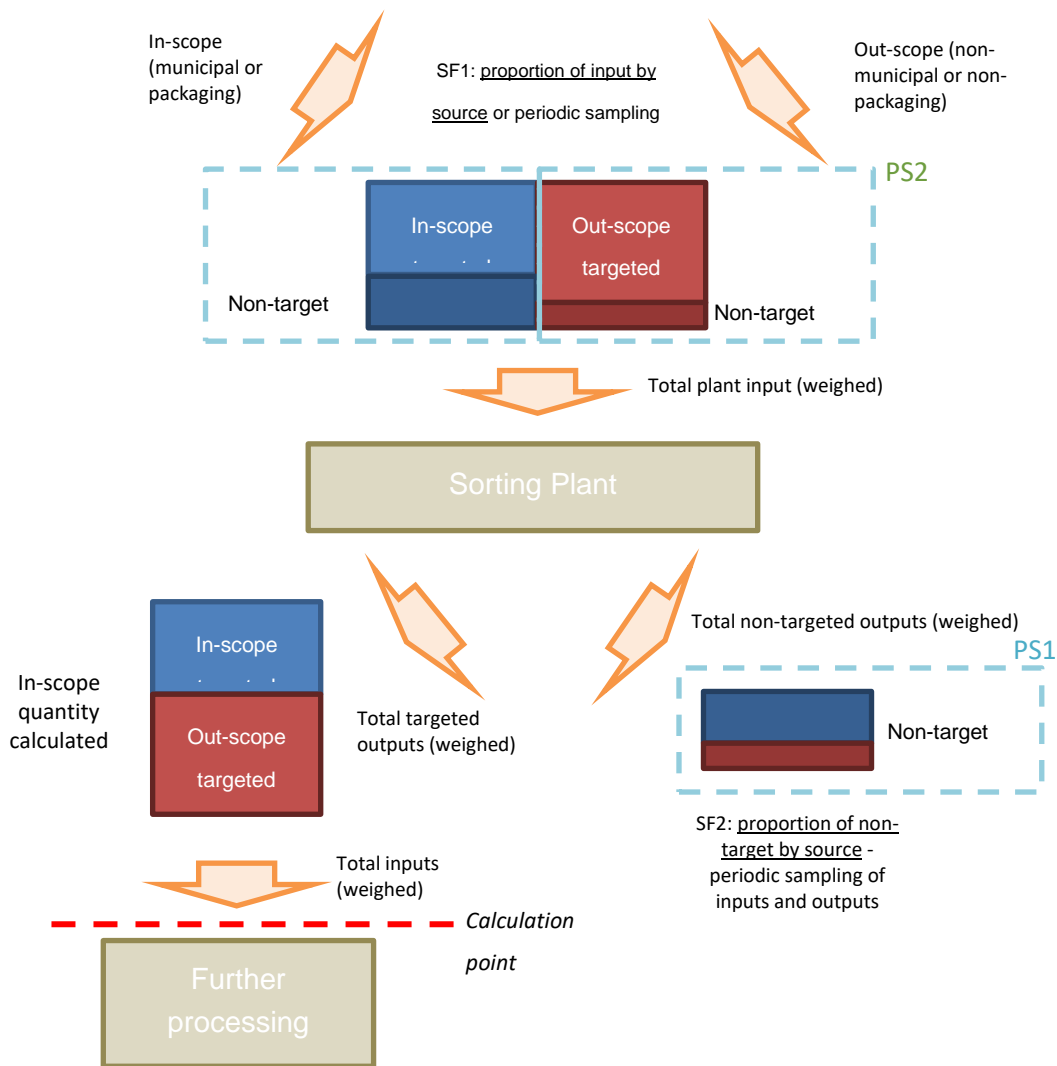 In-scope
(municipal or
packaging)
SF1: proportion of input by
source or periodic sampling
Out-scope (non-
municipal or non-
packaging)
PS2
In-scope
Out-scope
targeted
Non-target
Non-target
Total plant input (weighed)
Sorting Plant
Total non-targeted outputs (weighed)
PS1
In-scope
In-scope
quantity
calculated
Out-scope
targeted
Total targeted
outputs (weighed)
Non-target
SF2: proportion of non-
target by source -
periodic sampling of
inputs and outputs
Total inputs
(weighed)
Calculation
point
Further
processing